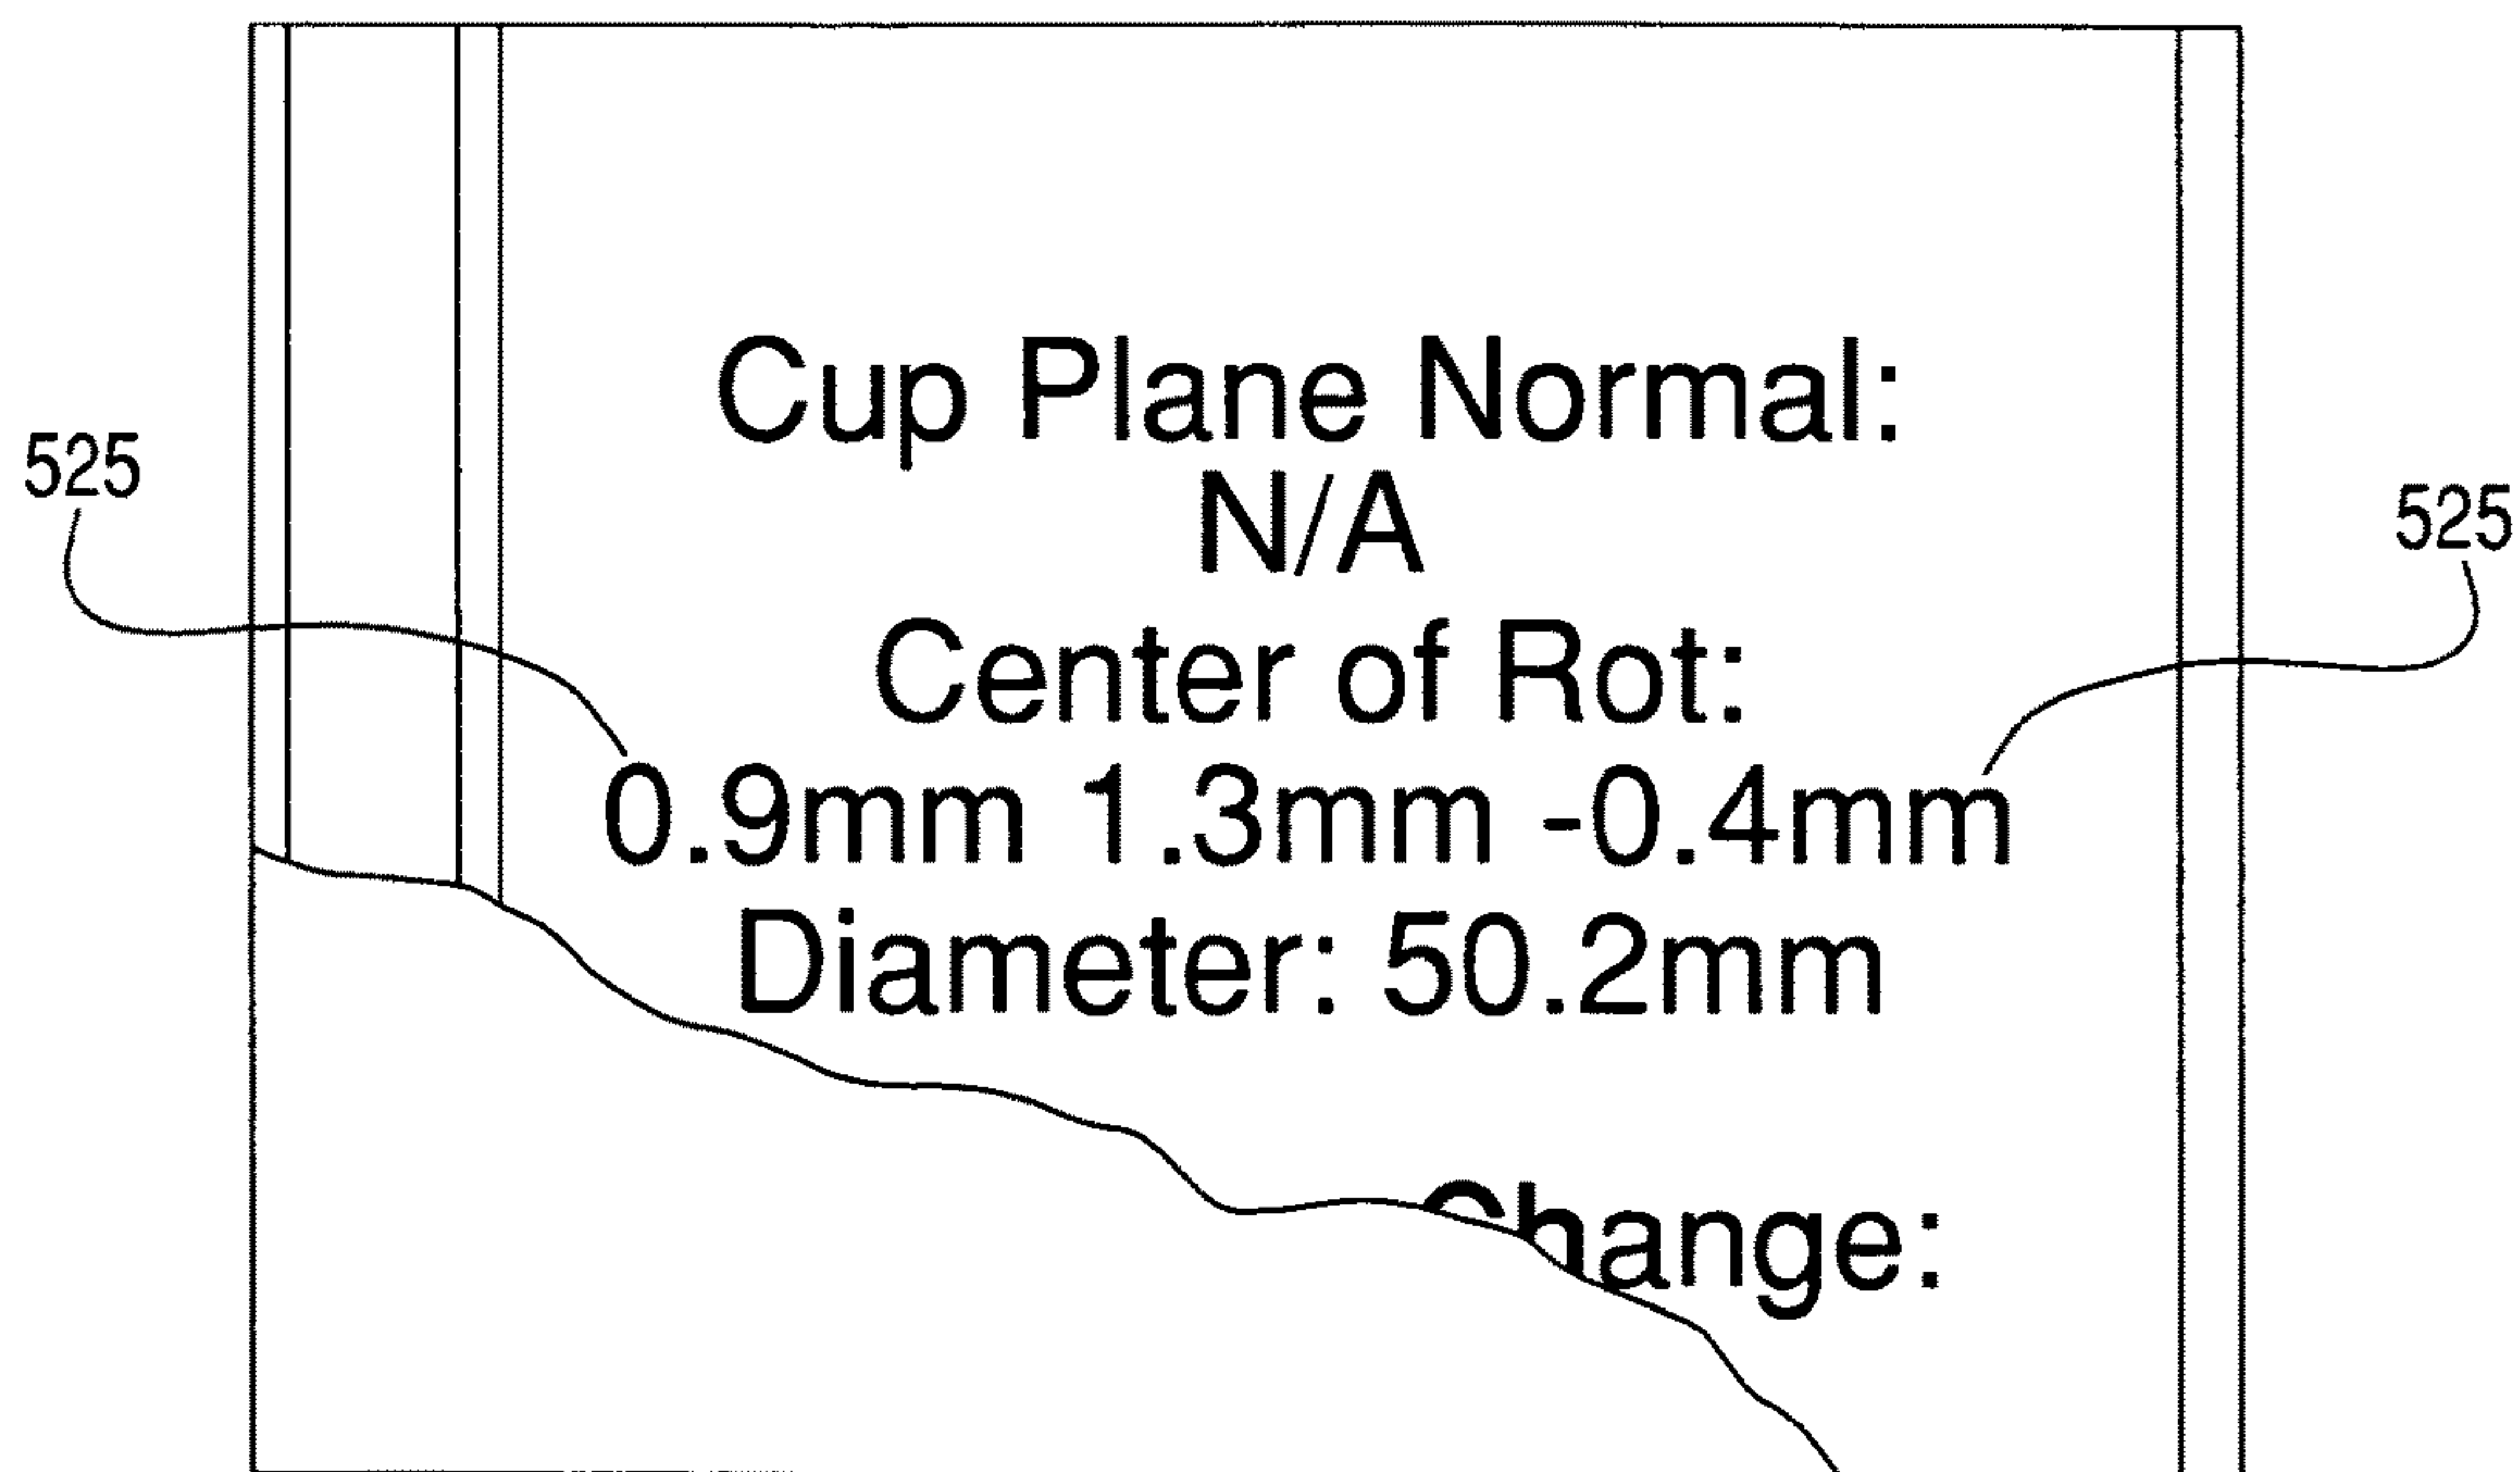 Cup Plane Normal:
525
N/A
525
Center of Rot:
0.9mm 1.3mm -0.4mm
Diameter: 50.2mm
Change: